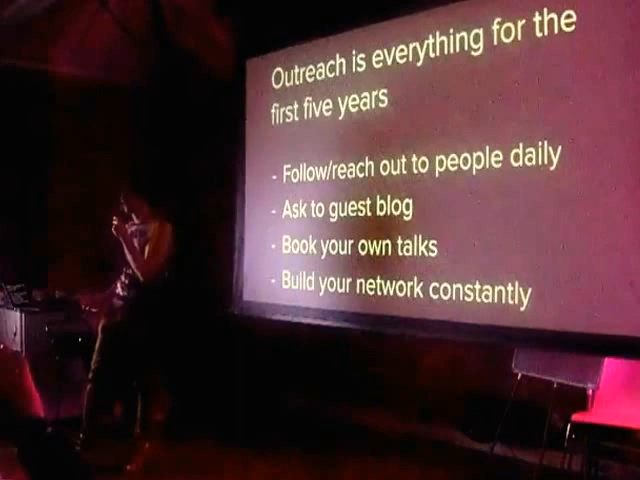 Outreach is everything for the
first five years
- Follow/reach out to people daily
- Ask to guest blog
- Book your own talks
- Build your network constantly